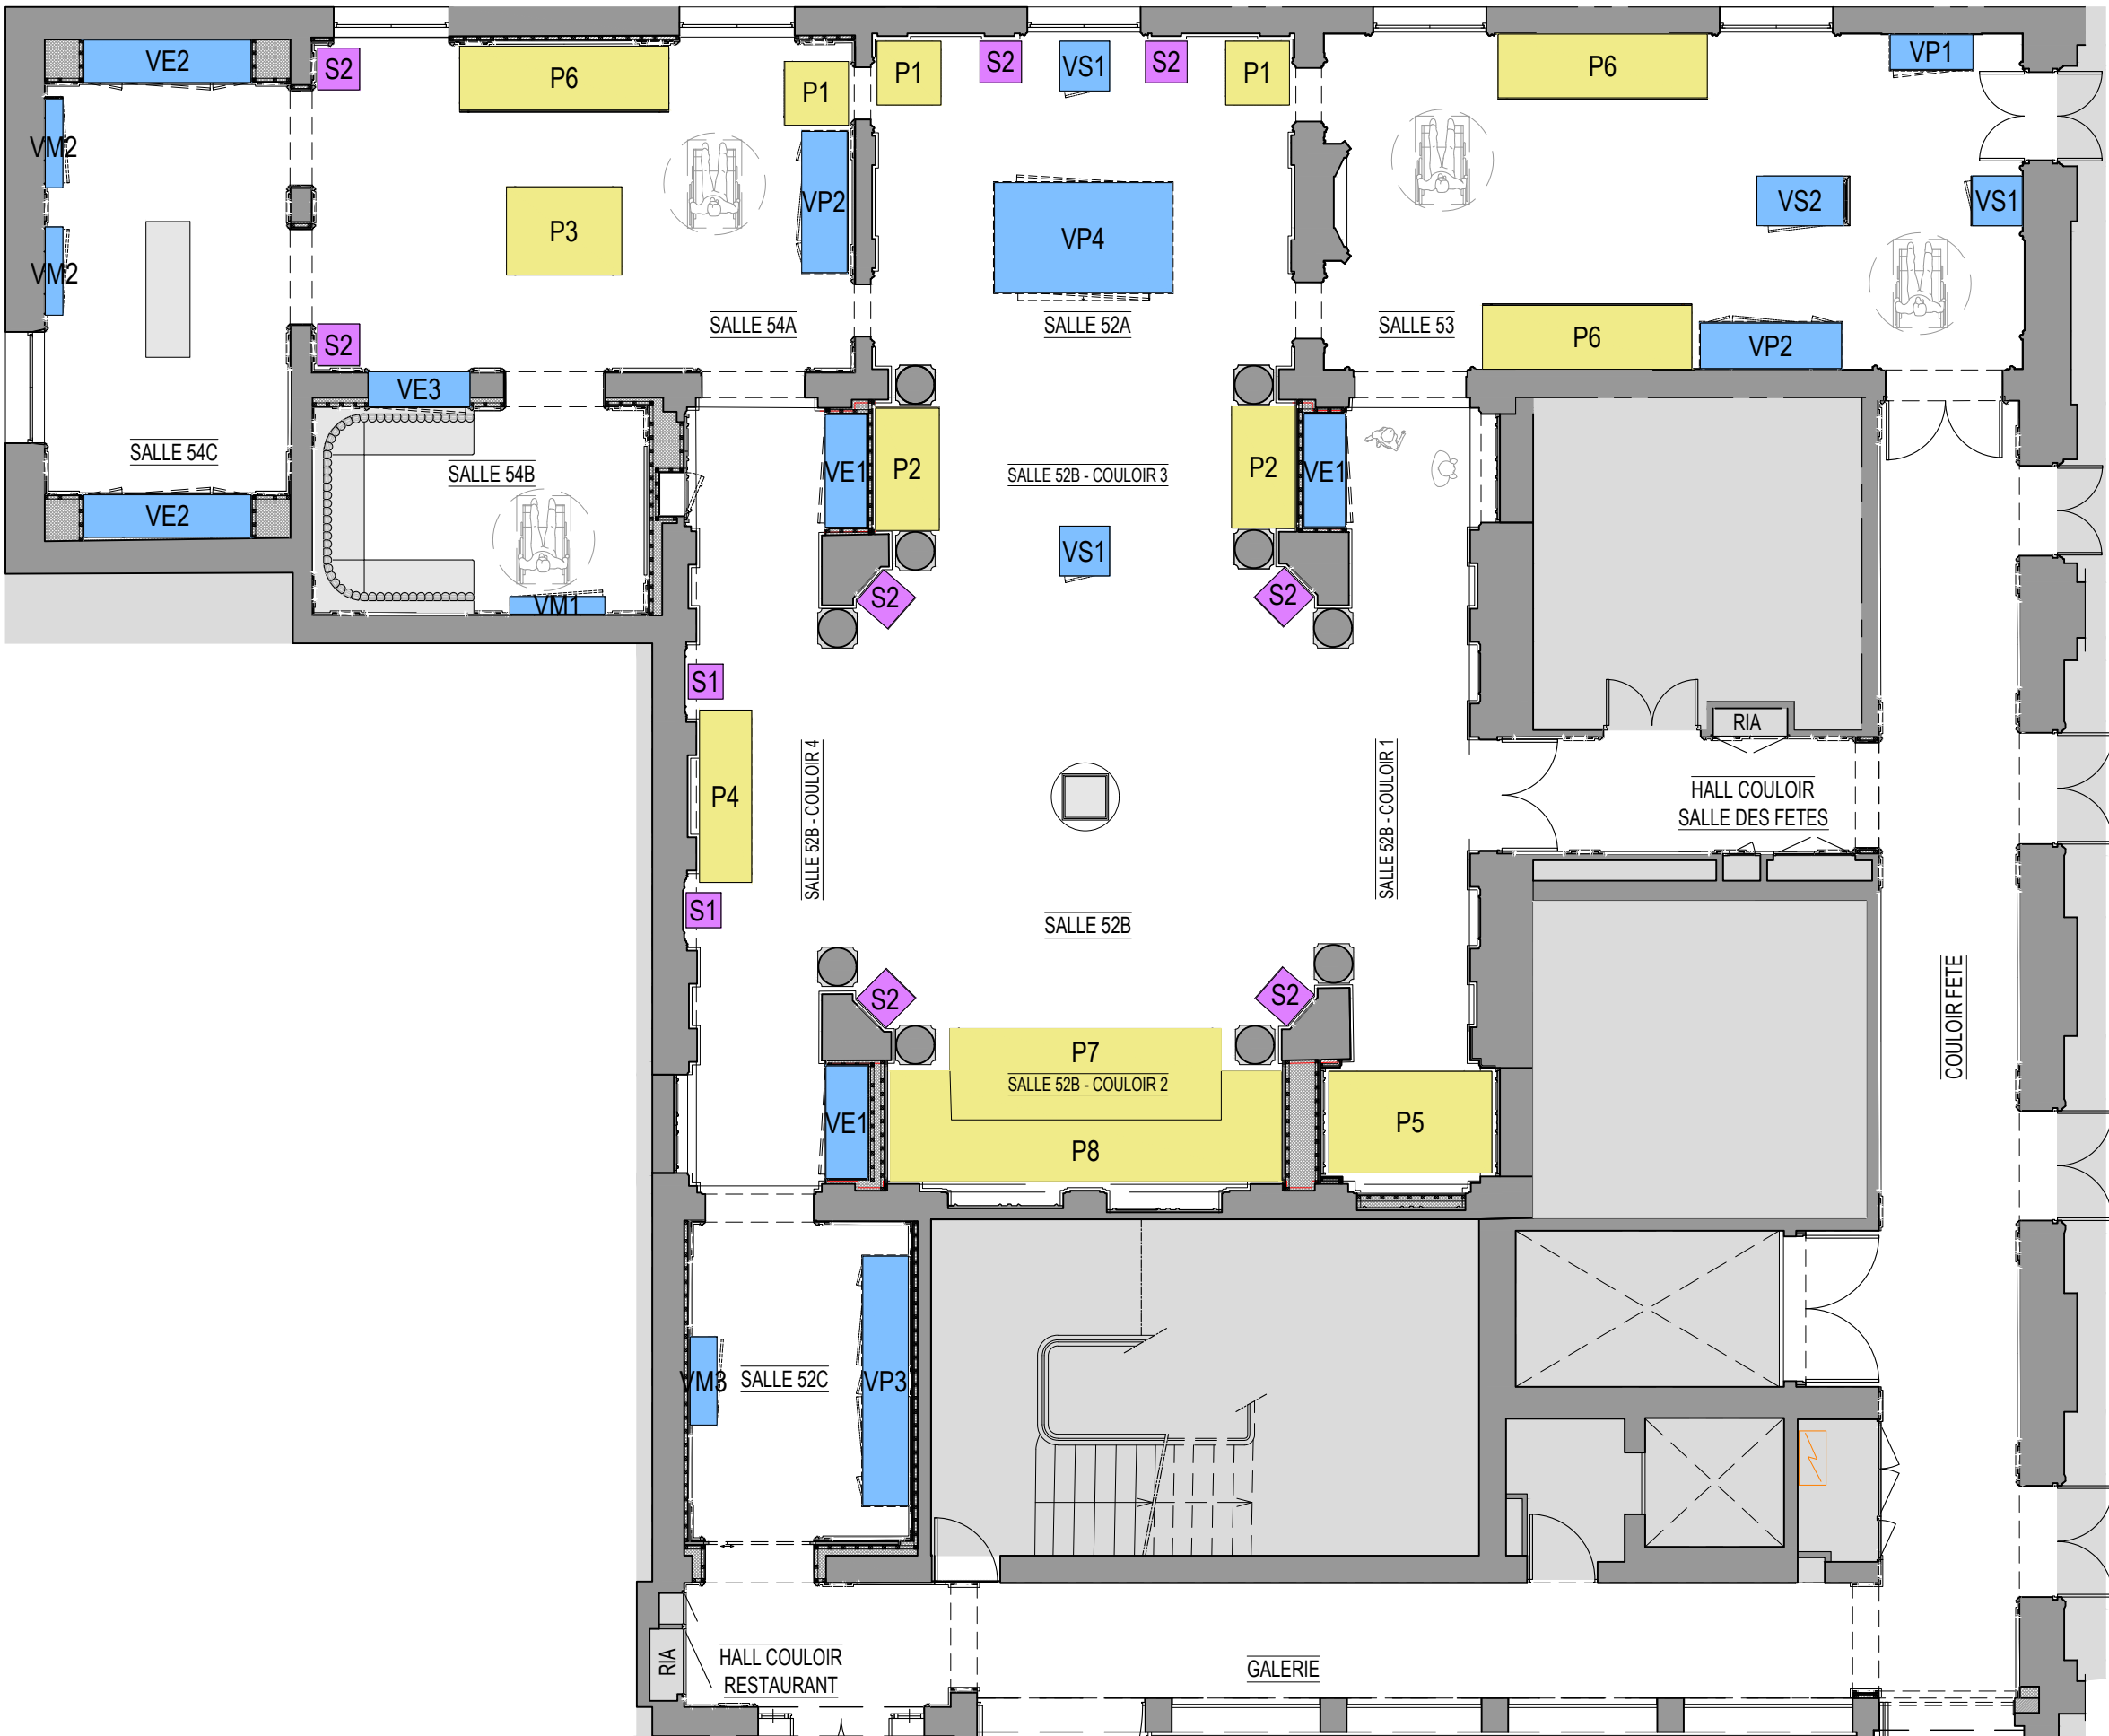 VE2
S2
P6
P1
P1
S2
VS1
S2
P1
P6
VP1
VM2
VM2
P3
VP2
VP4
VS2
VS1
SALLE 54A
SALLE 52A
SALLE 53
S2
P6
VP2
VE3
SALLE 54C
SALLE 54B
VE2
VM1
VE1
P2
SALLE 52B - COULOIR 3
P2
VE1
VS1
S2
S2
S1
P4
S1
SALLE 52B - COULOIR 4
SALLE 52B - COULOIR 1
RIA
HALL COULOIR
SALLE DES FETES
SALLE 52B
S2
S2
COULOIR FETE
P7
SALLE 52B - COULOIR 2
VE1
P8
P5
VM3
SALLE 52C
VP3
RIA
HALL COULOIR
RESTAURANT
GALERIE